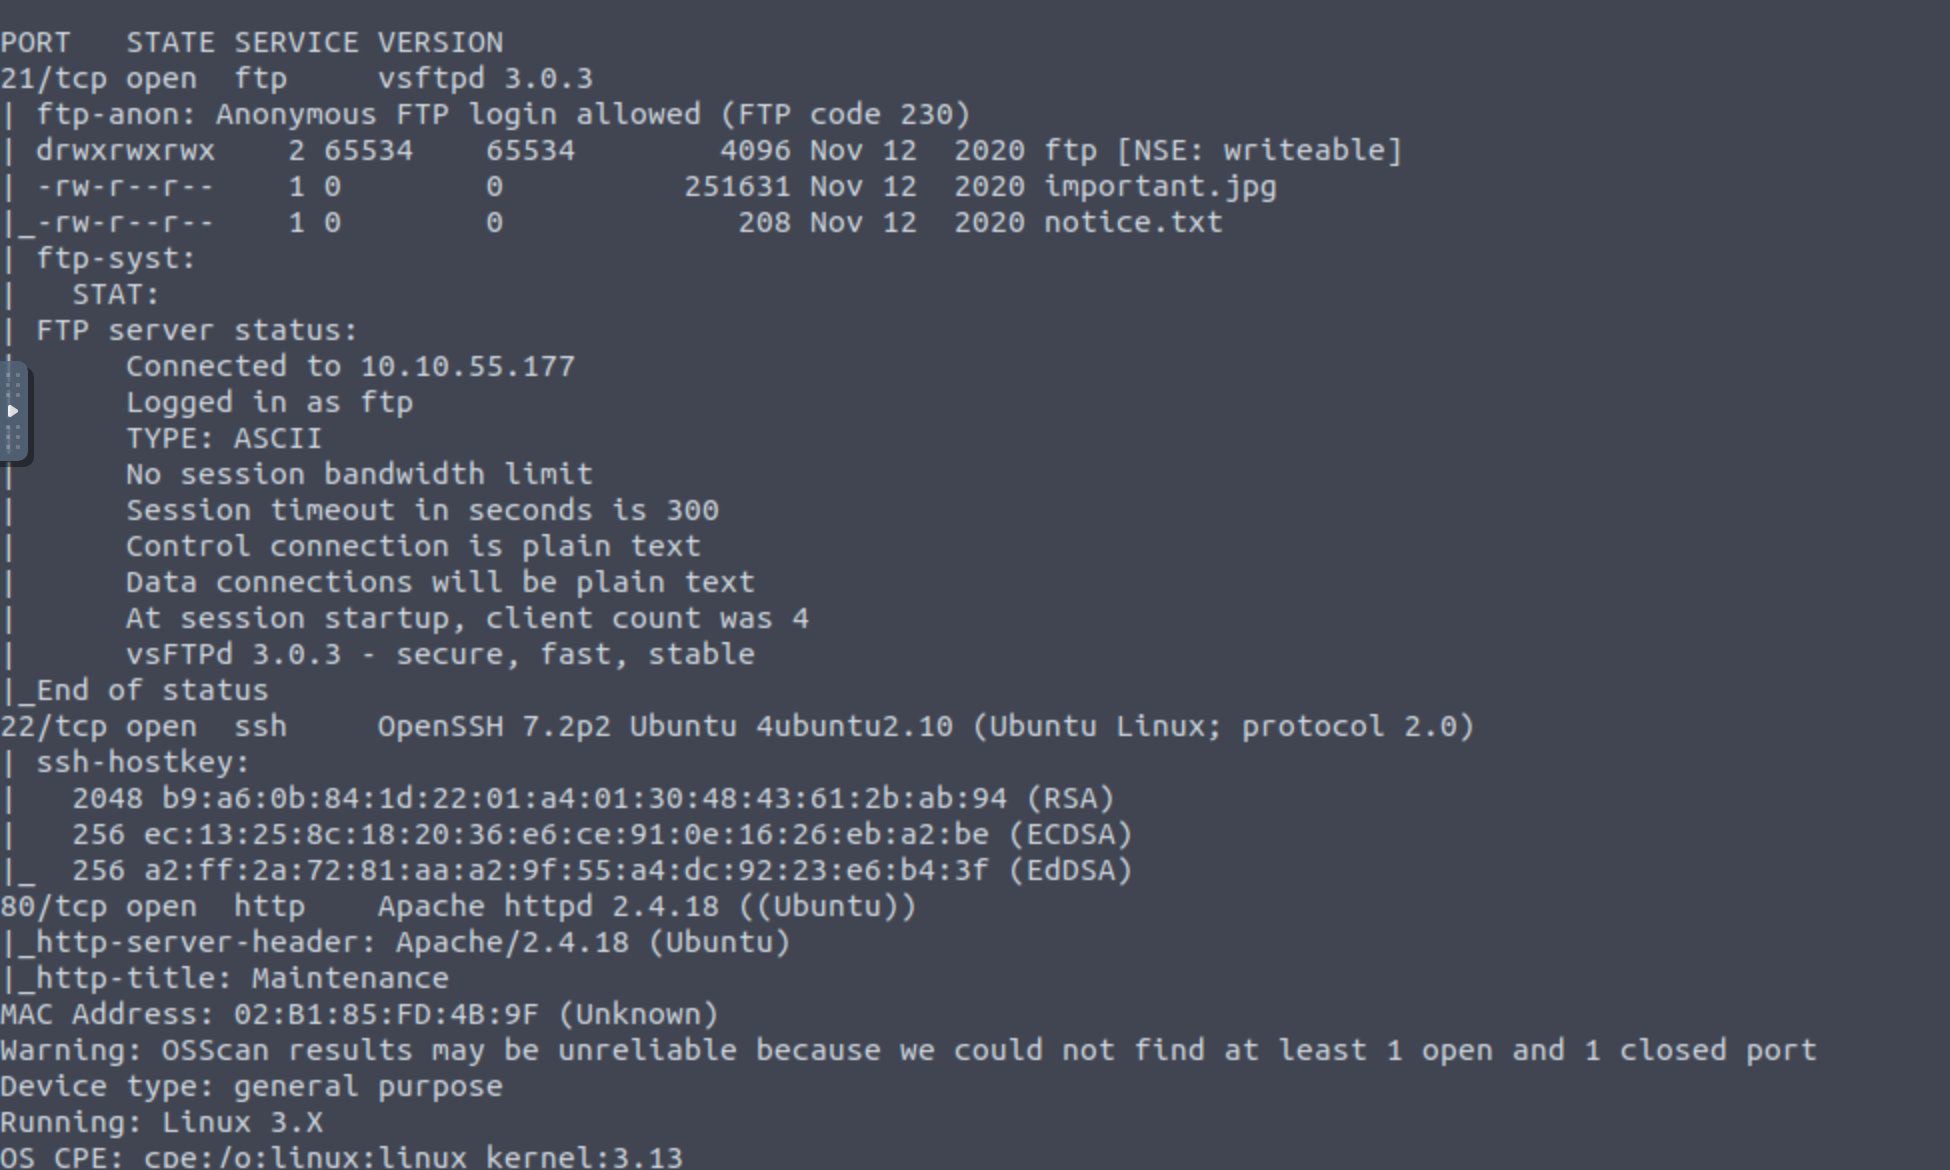 PORT   STATE SERVICE VERSION
21/tcp open  ftp     vsftpd 3.0.3
| ftp-anon: Anonymous FTP login allowed (FTP code 230)
| drwxrwxrwx    2 65534    65534        4096 Nov 12  2020 ftp [NSE: writeable]
| -rw-r--r--    1 0        0          251631 Nov 12  2020 important.jpg
|_-rw-r--r--    1 0        0             208 Nov 12  2020 notice.txt
| ftp-syst:
|   STAT:
| FTP server status:
|      Connected to 10.10.55.177
|      Logged in as ftp
|      TYPE: ASCII
|      No session bandwidth limit
|      Session timeout in seconds is 300
|      Control connection is plain text
|      Data connections will be plain text
|      At session startup, client count was 4
|      vsFTPd 3.0.3 - secure, fast, stable
|_End of status
22/tcp open  ssh     OpenSSH 7.2p2 Ubuntu 4ubuntu2.10 (Ubuntu Linux; protocol 2.0)
| ssh-hostkey:
|   2048 b9:a6:0b:84:1d:22:01:a4:01:30:48:43:61:2b:ab:94 (RSA)
|   256 ec:13:25:8c:18:20:36:e6:ce:91:0e:16:26:eb:a2:be (ECDSA)
|_  256 a2:ff:2a:72:81:aa:a2:9f:55:a4:dc:92:23:e6:b4:3f (EdDSA)
80/tcp open  http    Apache httpd 2.4.18 ((Ubuntu))
|_http-server-header: Apache/2.4.18 (Ubuntu)
|_http-title: Maintenance
MAC Address: 02:B1:85:FD:4B:9F (Unknown)
Warning: OSScan results may be unreliable because we could not find at least 1 open and 1 closed port
Device type: general purpose
Running: Linux 3.X
OS CPE: cpe:/o:linux:linux_kernel:3.13